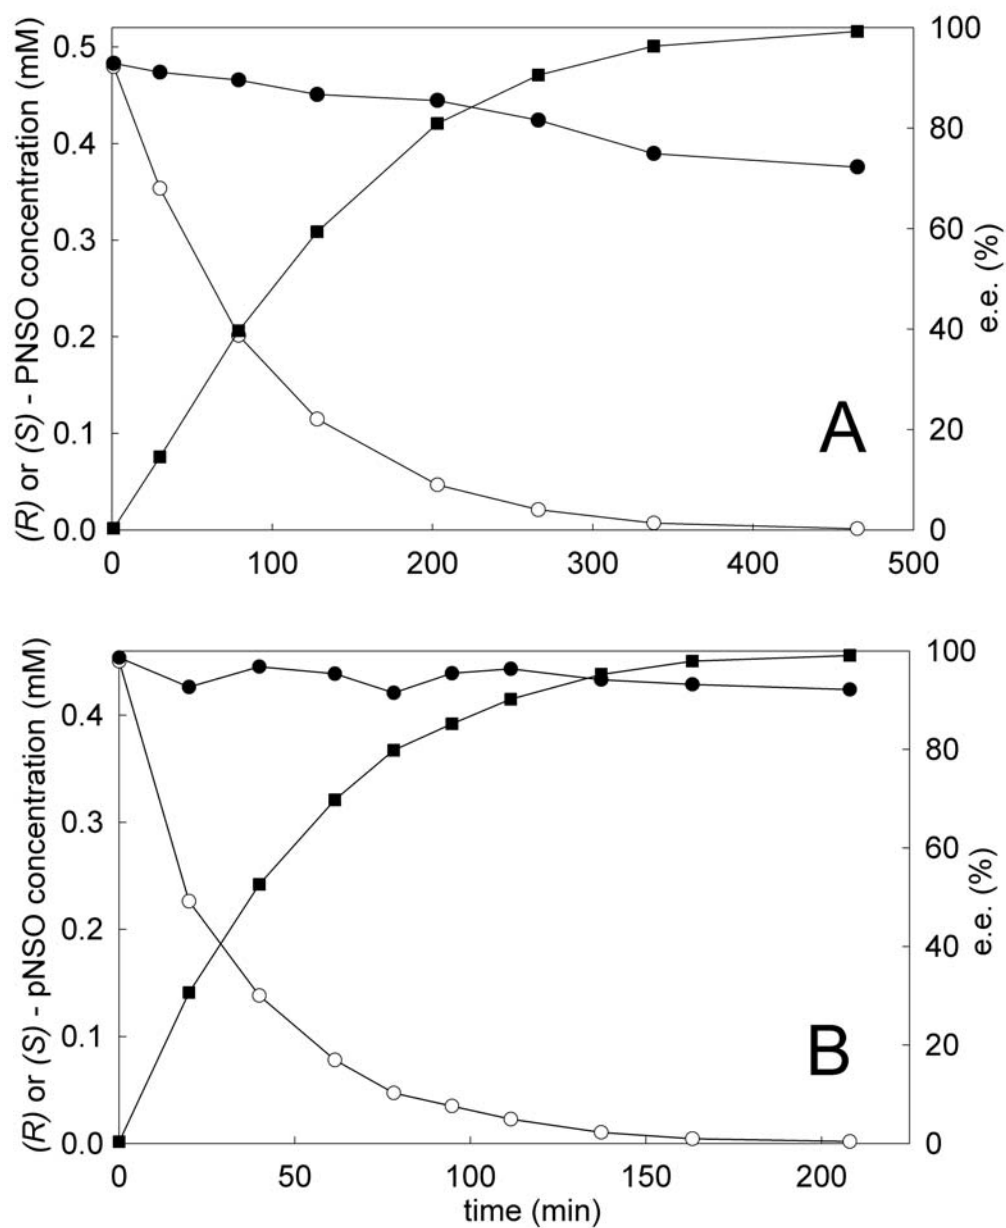 (R) or (S) - PNSO concentration (mM)
0.5
0.4
0.3
0.2
0.1
0.0
100
80
60
40
20
0
e.e. (%)
A
0 100 200 300 400 500
(R) or (S) - pNSO concentration (mM)
0.4
0.3
0.2
0.1
0.0
100
80
60
40
20
0
e.e. (%)
B
0 50 100 150 200
time (min)